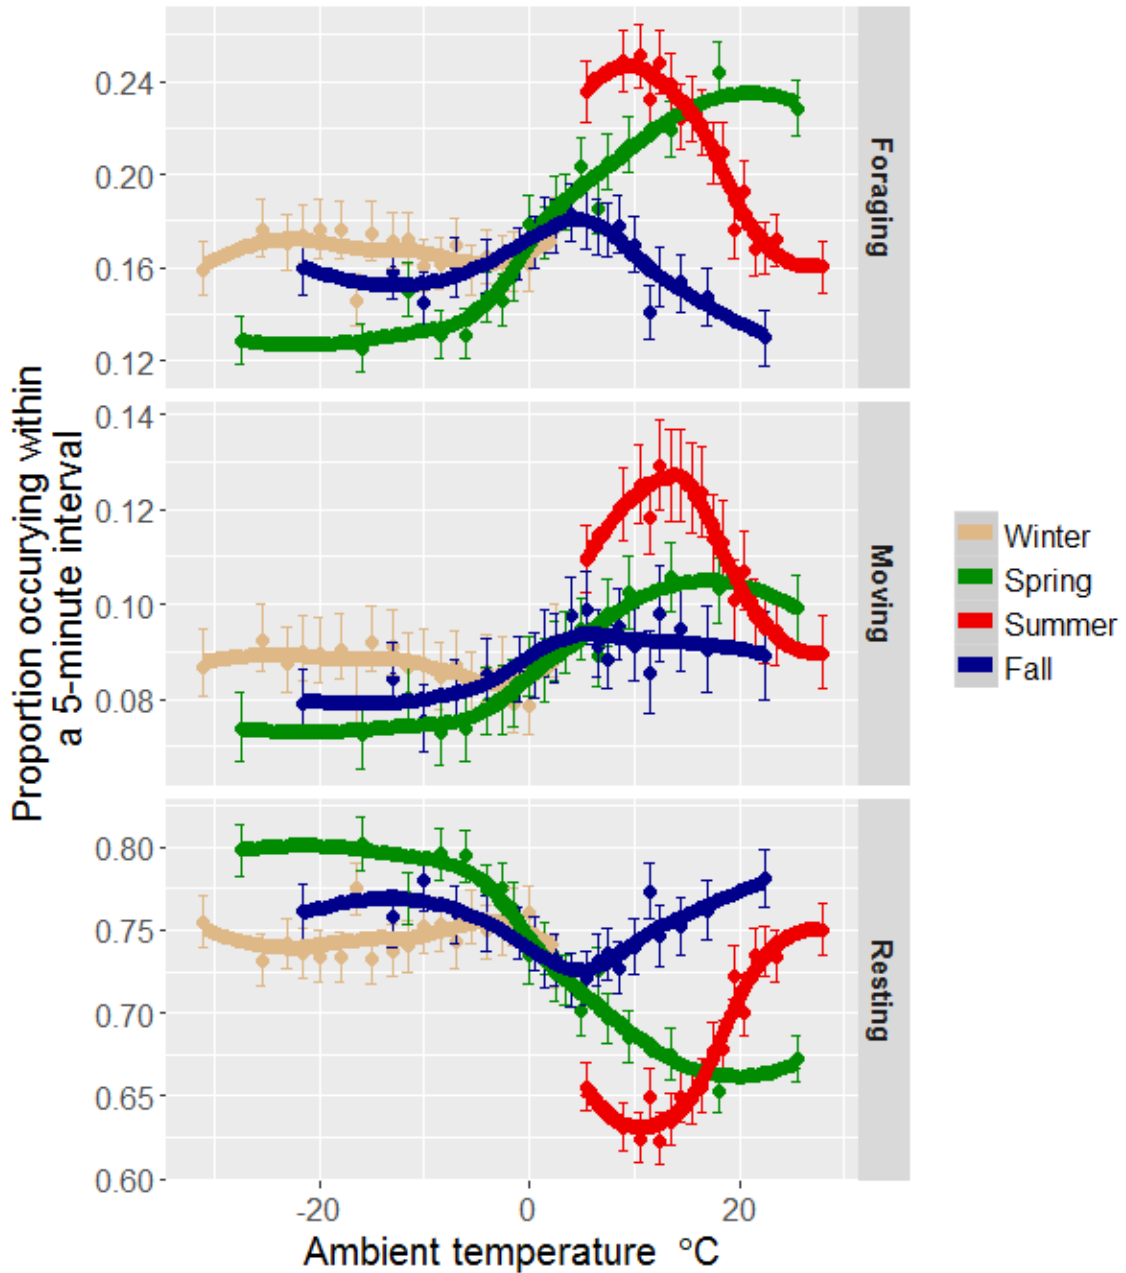 0.24
0.20
0.16
0.12
Foraging
0.14
0.12
0.10
0.08
Moving
0.80
0.75
0.70
0.65
0.60
Resting
-20
0
20
Ambient temperature °C
Proportion occurying within
a 5-minute interval
Winter
Spring
Summer
Fall